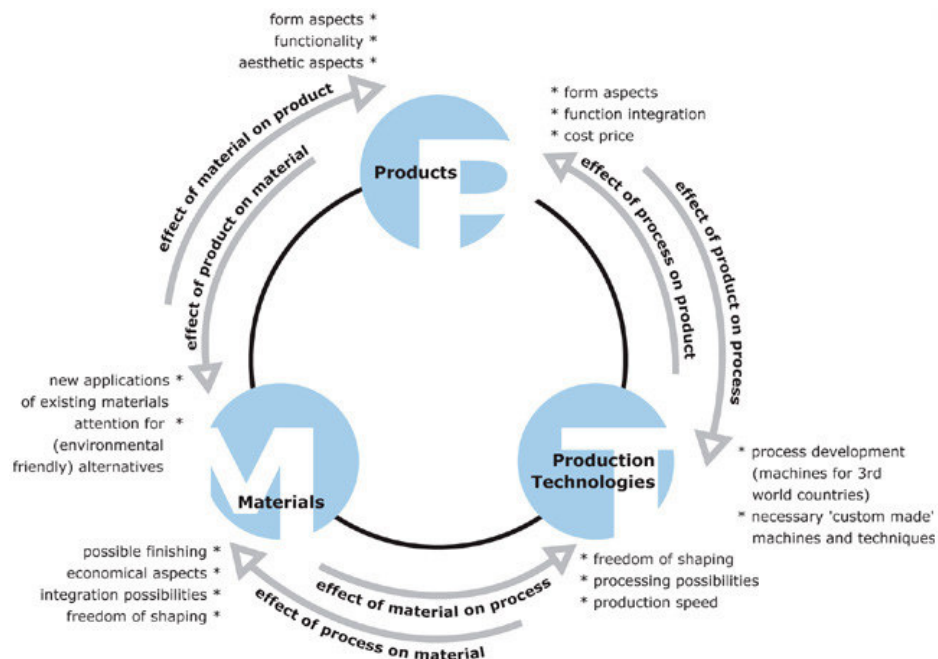 form aspects *
functionality *
aesthetic aspects *
* form aspects
* function integration
* cost price
effect of material on product
effect of product on material
P
Products
effect of process on product
effect of product on process
new applications *
of existing materials
attention for *
(environmental
friendly) alternatives
M
Materials
T
Production
Technologies
* process development
(machines for 3rd
world countries)
* necessary 'custom made'
machines and techniques
possible finishing *
economical aspects *
integration possibilities *
freedom of shaping *
effect of material on process
effect of process on material
* freedom of shaping
* processing possibilities
* production speed